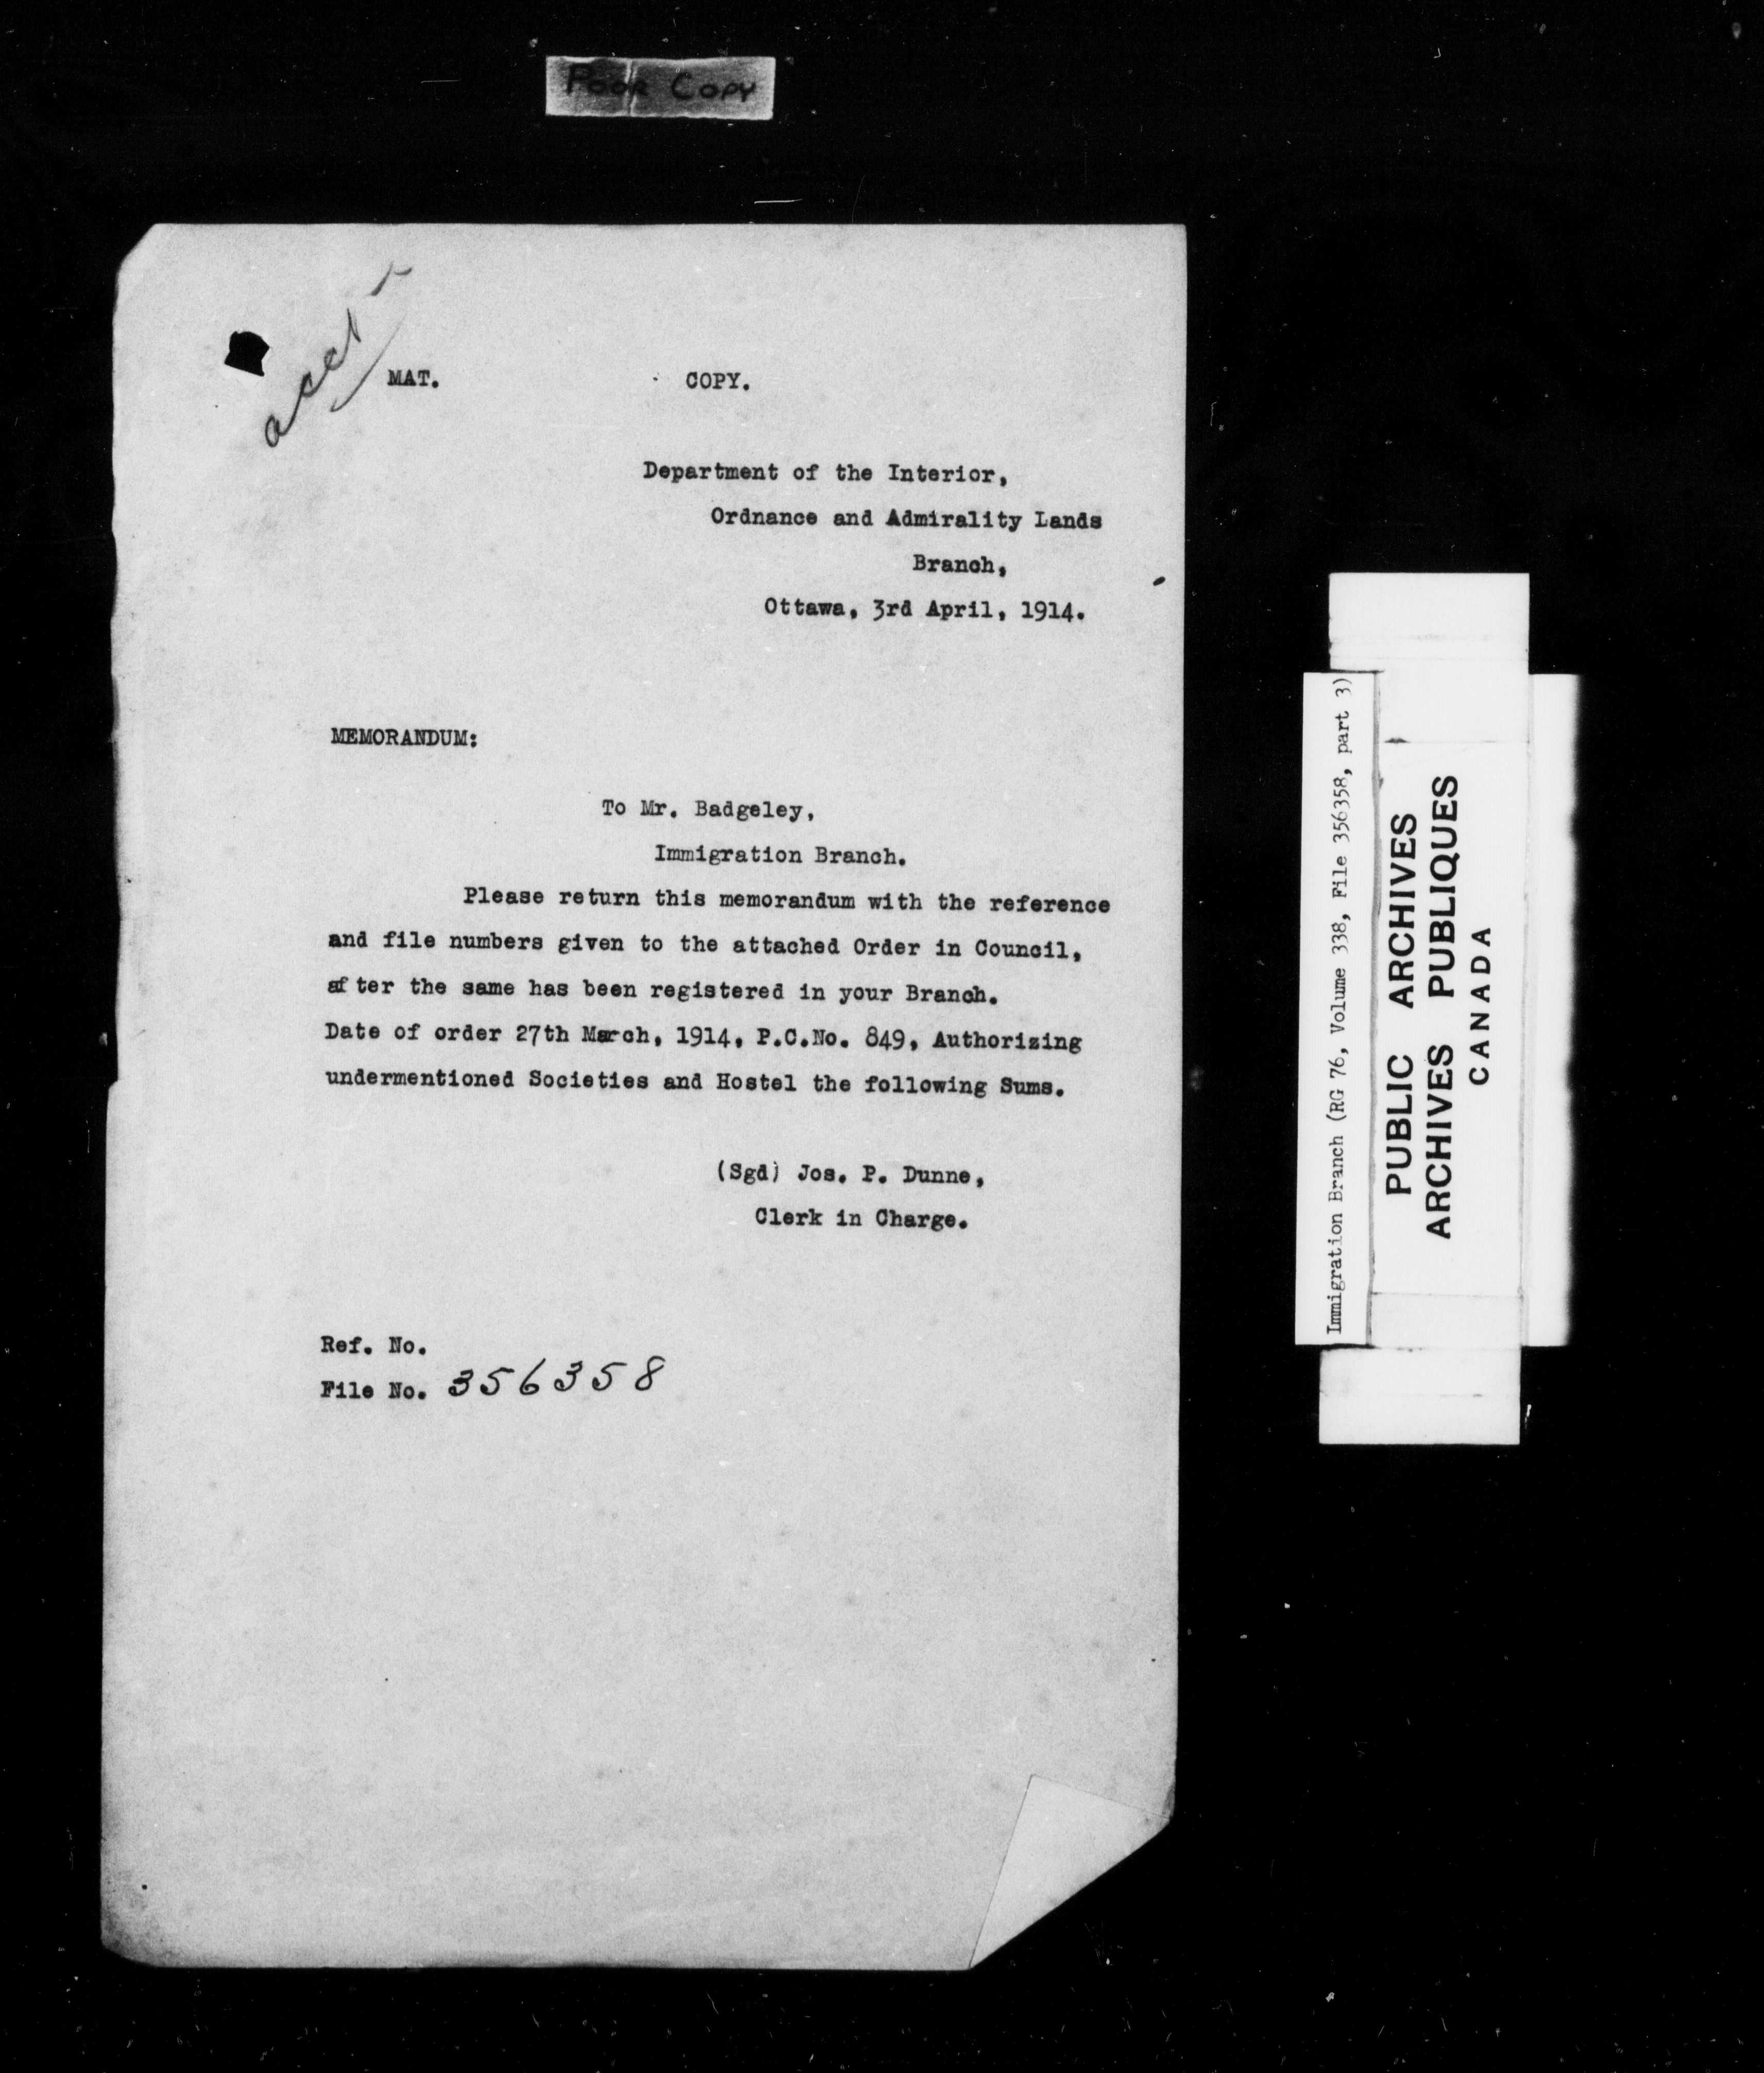 POOR COPY
acct
MAT.
COPY.
Department of the Interior,
Ordnance and Admirality Lands
Branch,
Ottawa, 3rd April, 1914.
MEMORANDUM:
To Mr. Badgeley,
Immigration Branch.
Please return this memorandum with the reference
and file numbers given to the attached Order in Council,
after the same has been registered in your Branch.
Date of order 27th March, 1914, P.C.No. 849, Authorizing
undermentioned Societies and Hostel the following Sums.
(Sgd) Jos. P. Dunne,
Clerk in Charge.
Ref. No.
File No. 356358
Immigration Branch (RG 76, Volume 338, File 356358, part 3)
PUBLIC ARCHIVES
ARCHIVES PUBLIQUES
CANADA